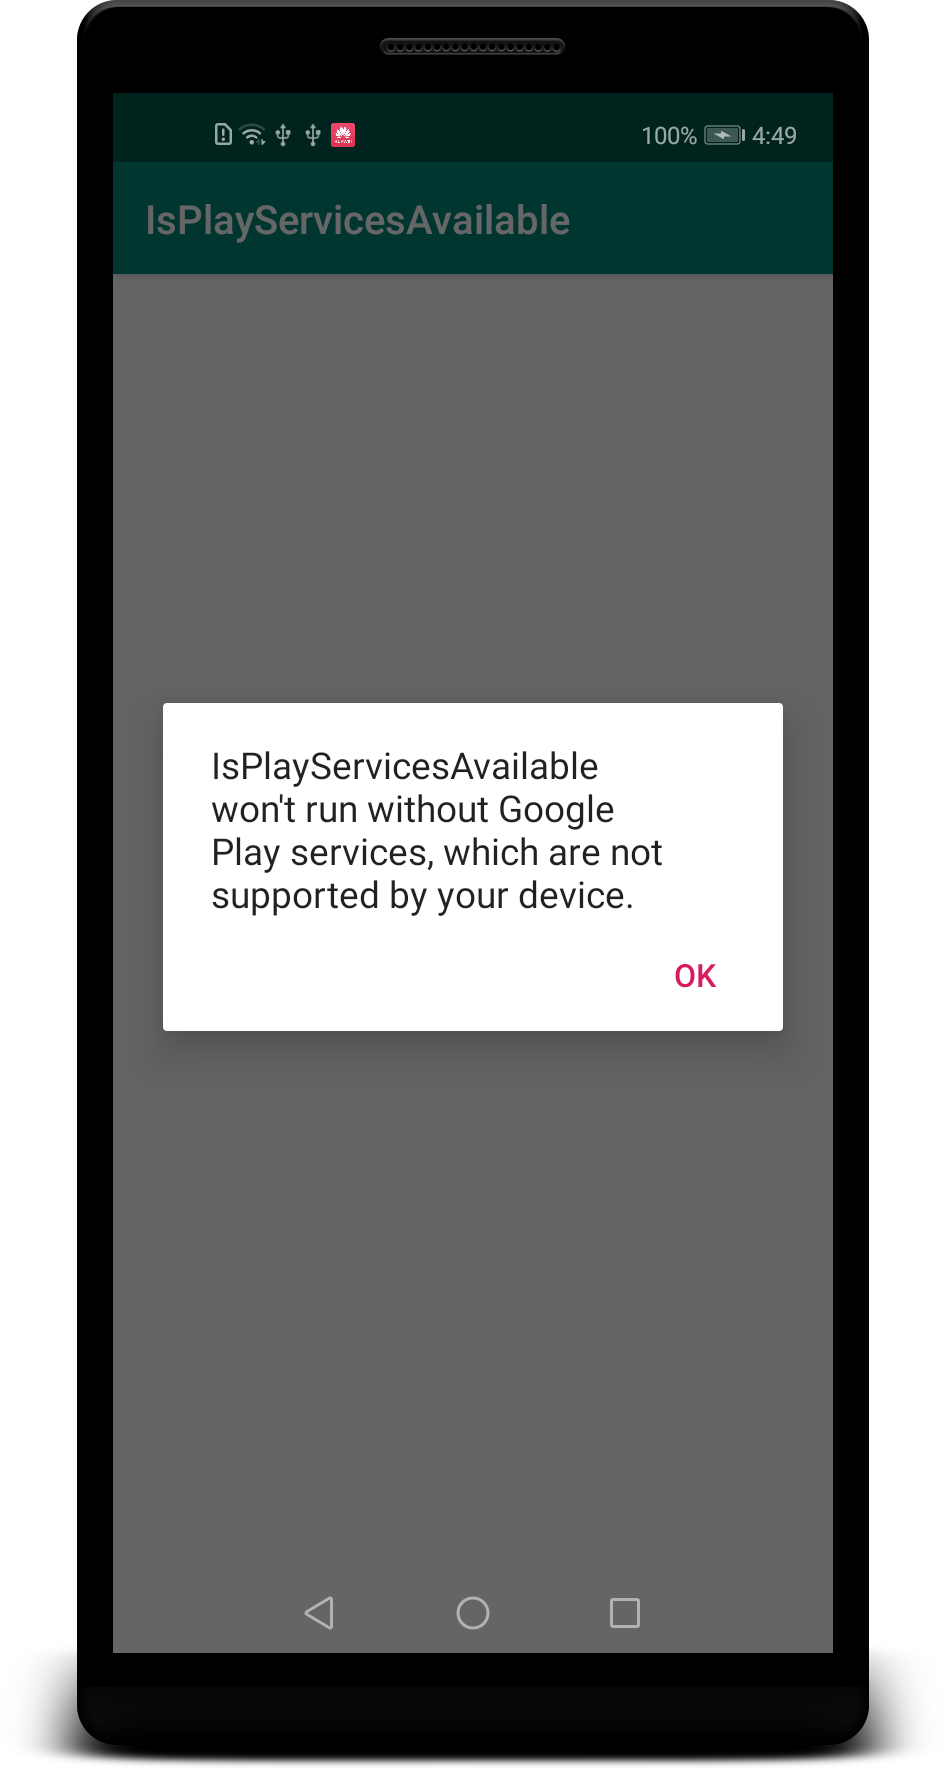 100% 4:49
IsPlayServicesAvailable
IsPlayServicesAvailable
won't run without Google
Play services, which are not
supported by your device.
OK